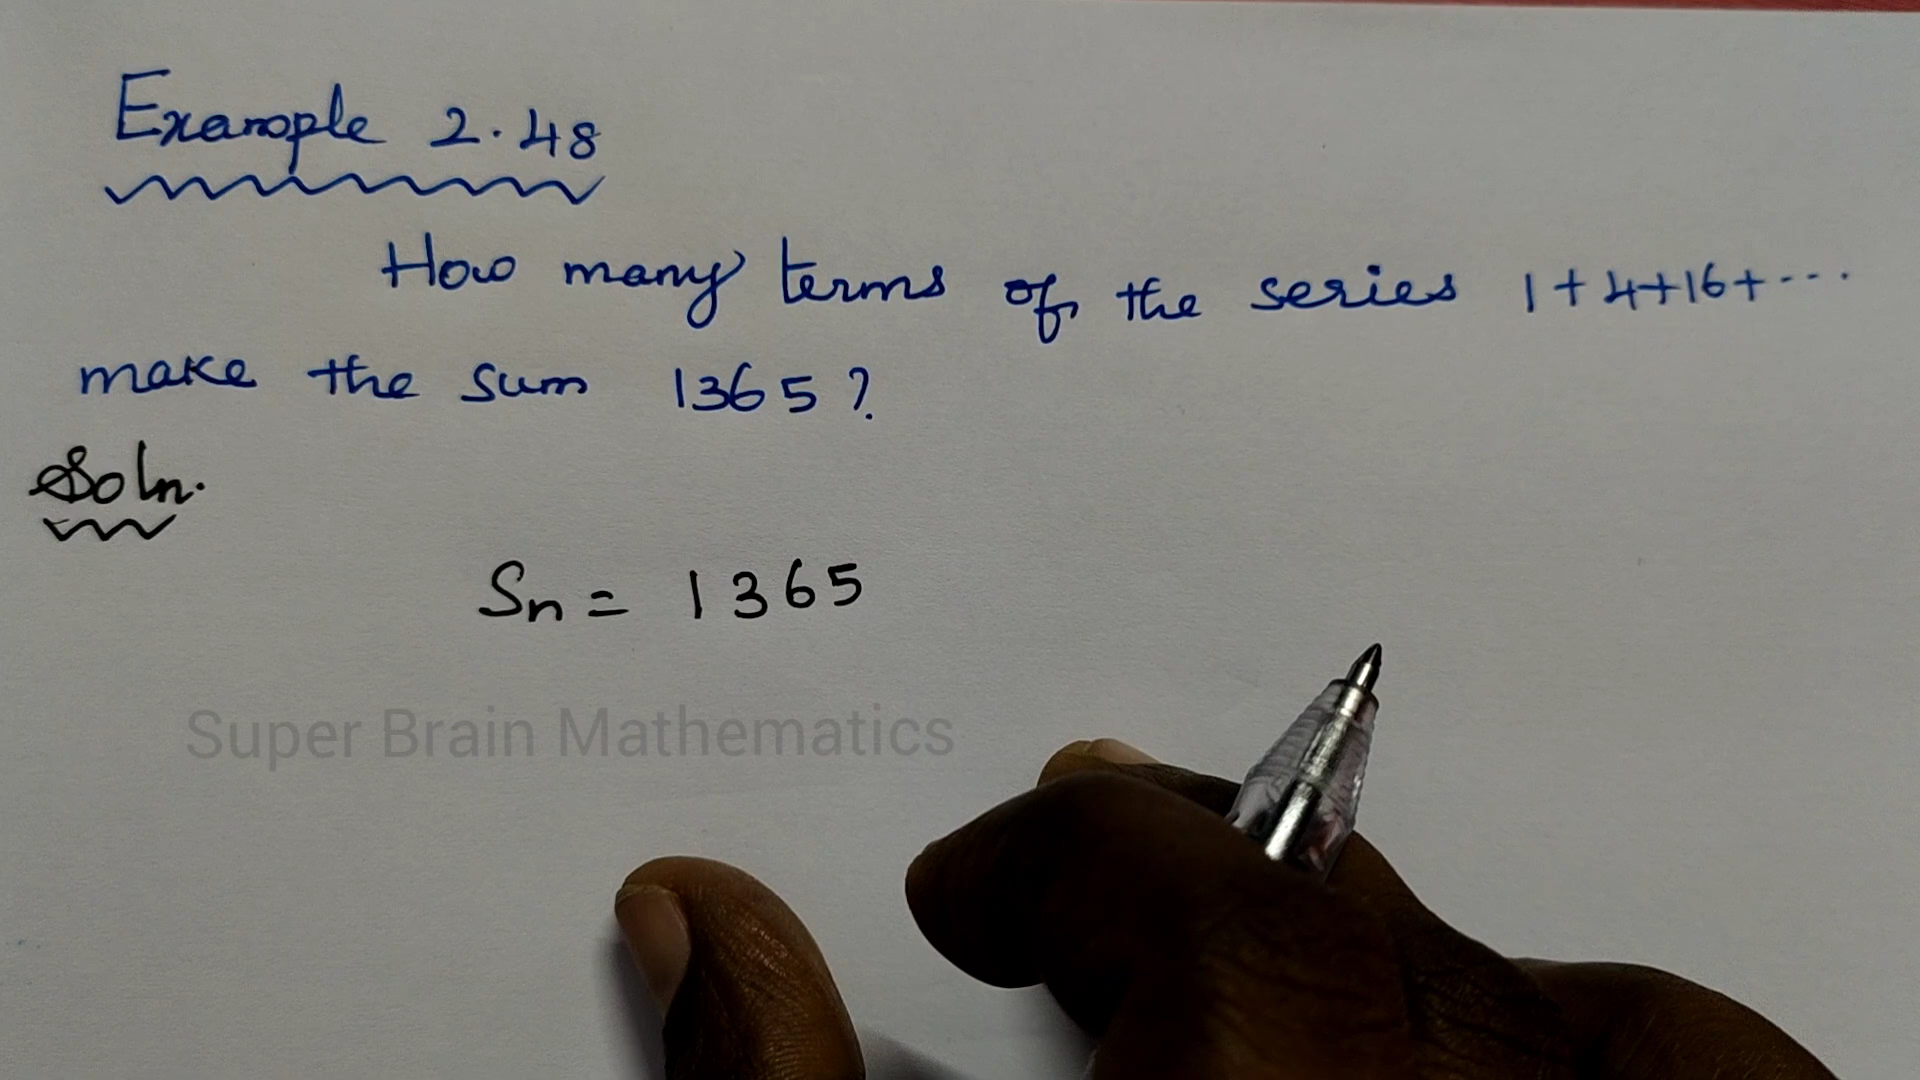 Example 2.48
How many terms of the series 1+4+16+...
make the sum 1365?
Soln.
Sn = 1365
Super Brain Mathematics